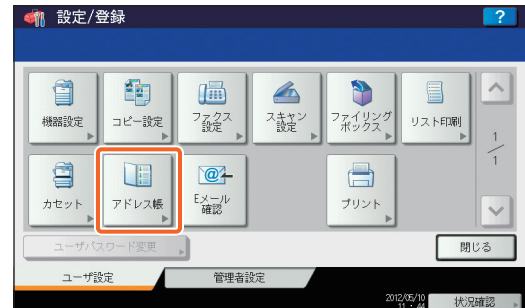 設定/登録
?
機器設定
コピー設定
ファクス
設定
スキャン
設定
ファイリング
ボックス
リスト印刷
1
1
カセット
アドレス帳
Eメール
確認
プリント
ユーザパスワード変更
閉じる
ユーザ設定
管理者設定
2012/05/10
11:44
状況確認